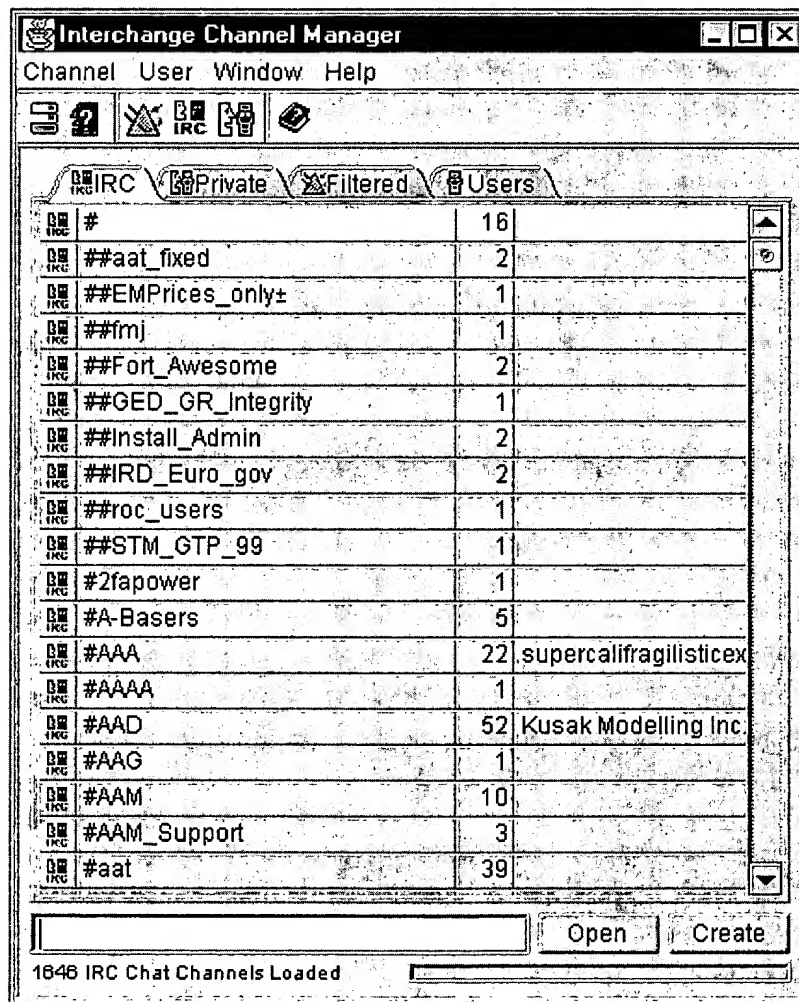 Interchange Channel Manager
Channel User Window Help
IRC
IRC Private Filtered Users
# 16
##aat_fixed 2
##EMPrices_only± 1
##fmj 1
##Fort_Awesome 2
##GED_GR_Integrity 1
##Install_Admin 2
##IRD_Euro_gov 2
##roc_users 1
##STM_GTP_99 1
#2fapower 1
#A-Basers 5
#AAA 22 .supercalifragilisticex
#AAAA 1
#AAD 52 Kusak Modelling Inc.
#AAG 1
#AAM 10
#AAM_Support 3
#aat 39
Open Create
1646 IRC Chat Channels Loaded